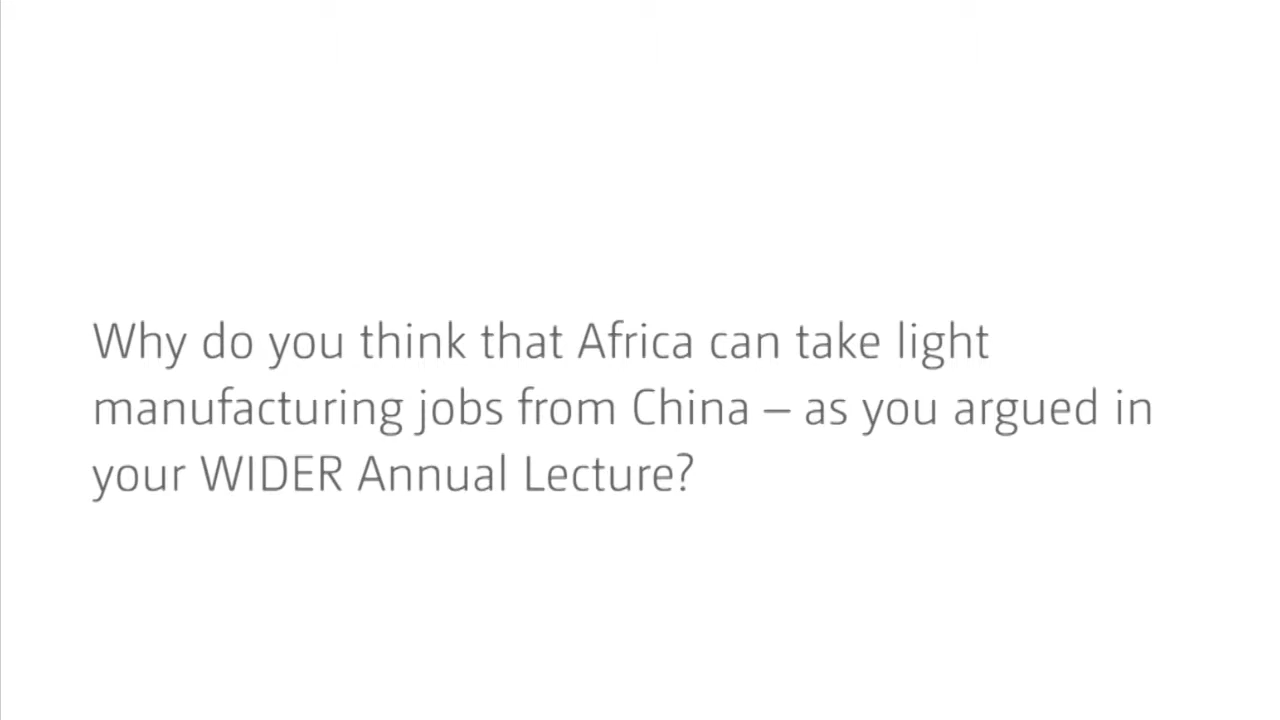 Why do you think that Africa can take light
manufacturing jobs from China – as you argued in
your WIDER Annual Lecture?